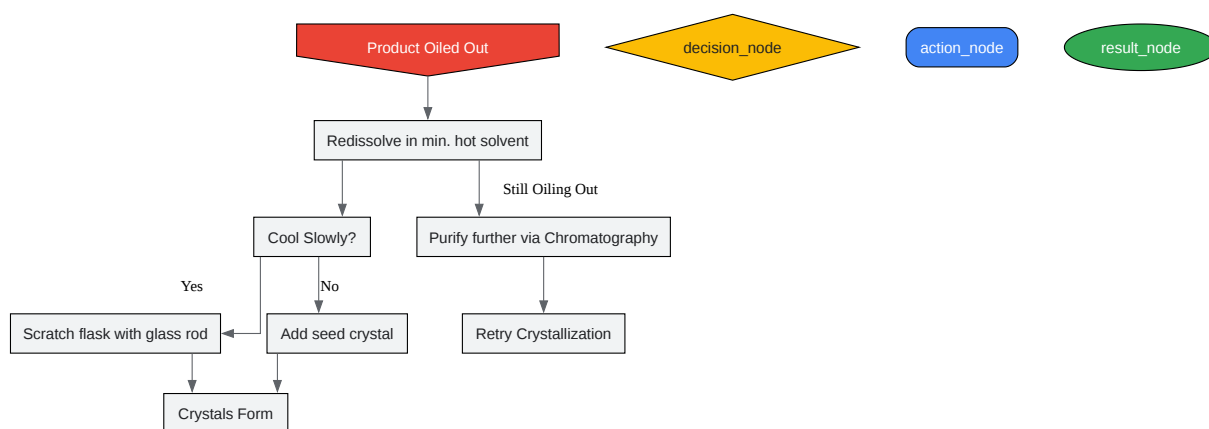 Product Oiled Out
decision_node
action_node
result_node
Redissolve in min. hot solvent
Still Oiling Out
Cool Slowly?
Purify further via Chromatography
Yes
No
Scratch flask with glass rod
Add seed crystal
Retry Crystallization
Crystals Form